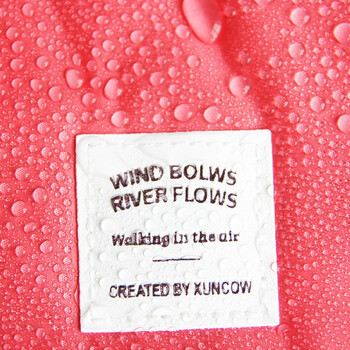 WIND BOLWS
RIVER FLOWS
Walking in the air
CREATED BY XUNCOW